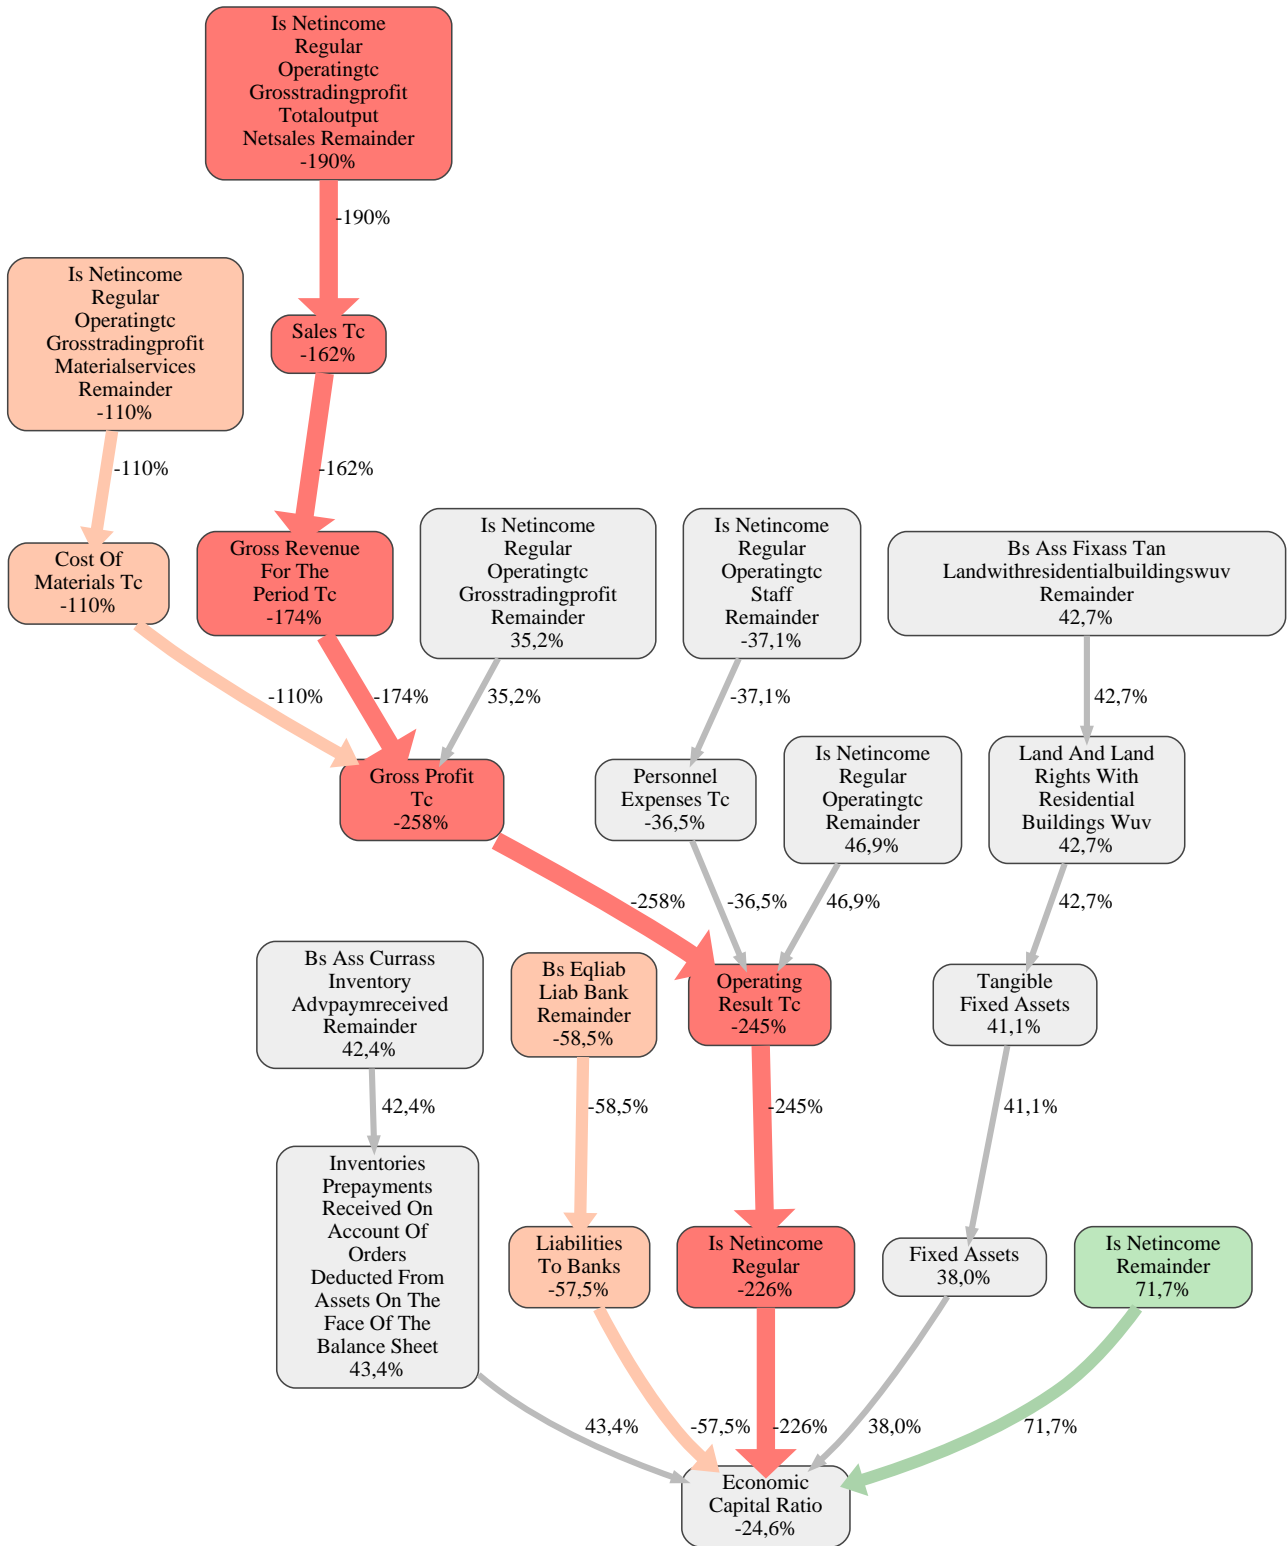 Is Netincome
Regular
Operatingtc
Grosstradingprofit
Totaloutput
Netsales Remainder
-190%
-190%
Is Netincome
Regular
Operatingtc
Grosstradingprofit
Materialservices
Remainder
-110%
Sales Tc
-162%
-110%
-162%
Cost Of
Materials Tc
-110%
Gross Revenue
For The
Period Tc
-174%
Is Netincome
Regular
Operatingtc
Grosstradingprofit
Remainder
35,2%
Is Netincome
Regular
Operatingtc
Staff
Remainder
-37,1%
Bs Ass Fixass Tan
Landwithresidentialbuildingswuv
Remainder
42,7%
-110%
-174%
35,2%
-37,1%
42,7%
Gross Profit
Tc
-258%
Personnel
Expenses Tc
-36,5%
Is Netincome
Regular
Operatingtc
Remainder
46,9%
Land And Land
Rights With
Residential
Buildings Wuv
42,7%
-258%
-36,5%
46,9%
42,7%
Bs Ass Currass
Inventory
Advpaymreceived
Remainder
42,4%
Bs Eqliab
Liab Bank
Remainder
-58,5%
Operating
Result Tc
-245%
Tangible
Fixed Assets
41,1%
42,4%
-58,5%
-245%
41,1%
Inventories
Prepayments
Received On
Account Of
Orders
Deducted From
Assets On The
Face Of The
Balance Sheet
43,4%
Liabilities
To Banks
-57,5%
Is Netincome
Regular
-226%
Fixed Assets
38,0%
Is Netincome
Remainder
71,7%
43,4%
-57,5%
-226%
38,0%
71,7%
Economic
Capital Ratio
-24,6%